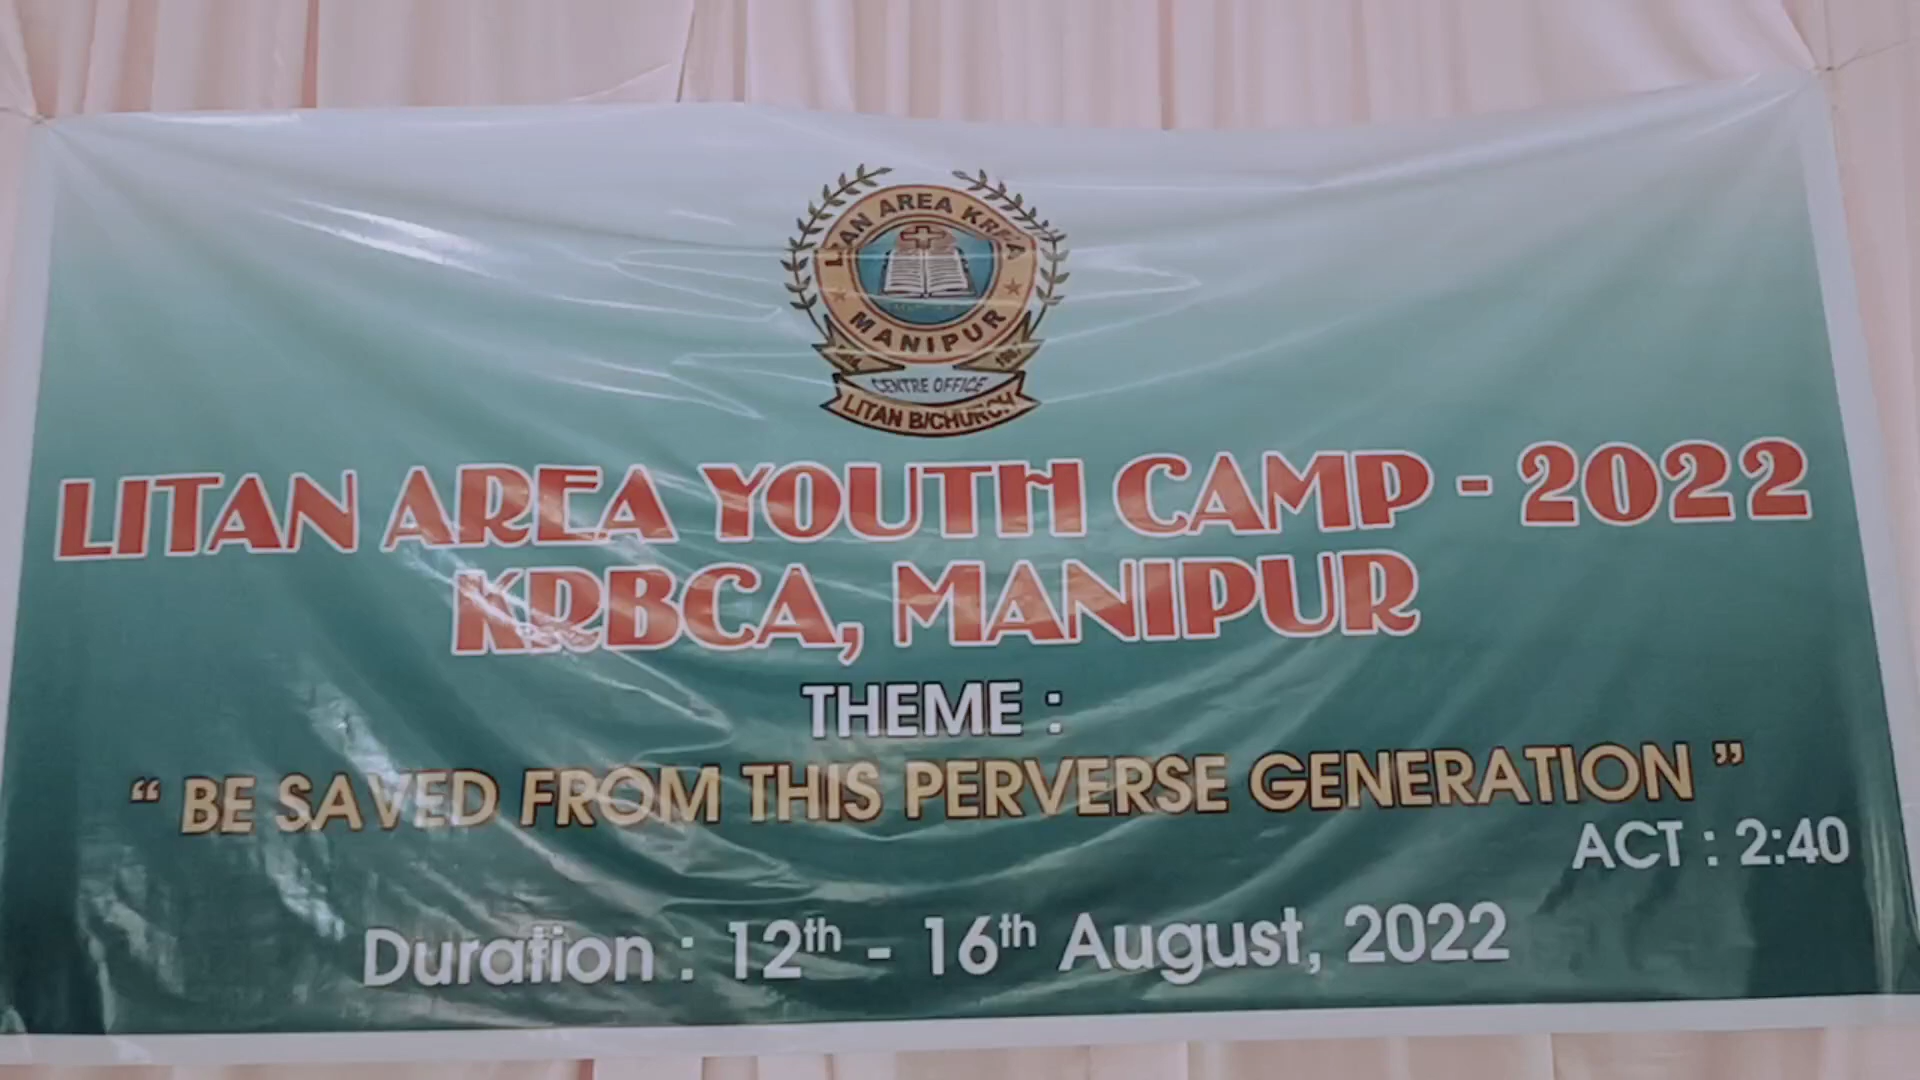 LITAN AREA KRBCA
MANIPUR
CENTRE OFFICE
LITAN B/CHURCH
LITAN AREA YOUTH CAMP - 2022
KRBCA, MANIPUR
THEME :
“ BE SAVED FROM THIS PERVERSE GENERATION ”
ACT : 2:40
Duration : 12th - 16th August, 2022